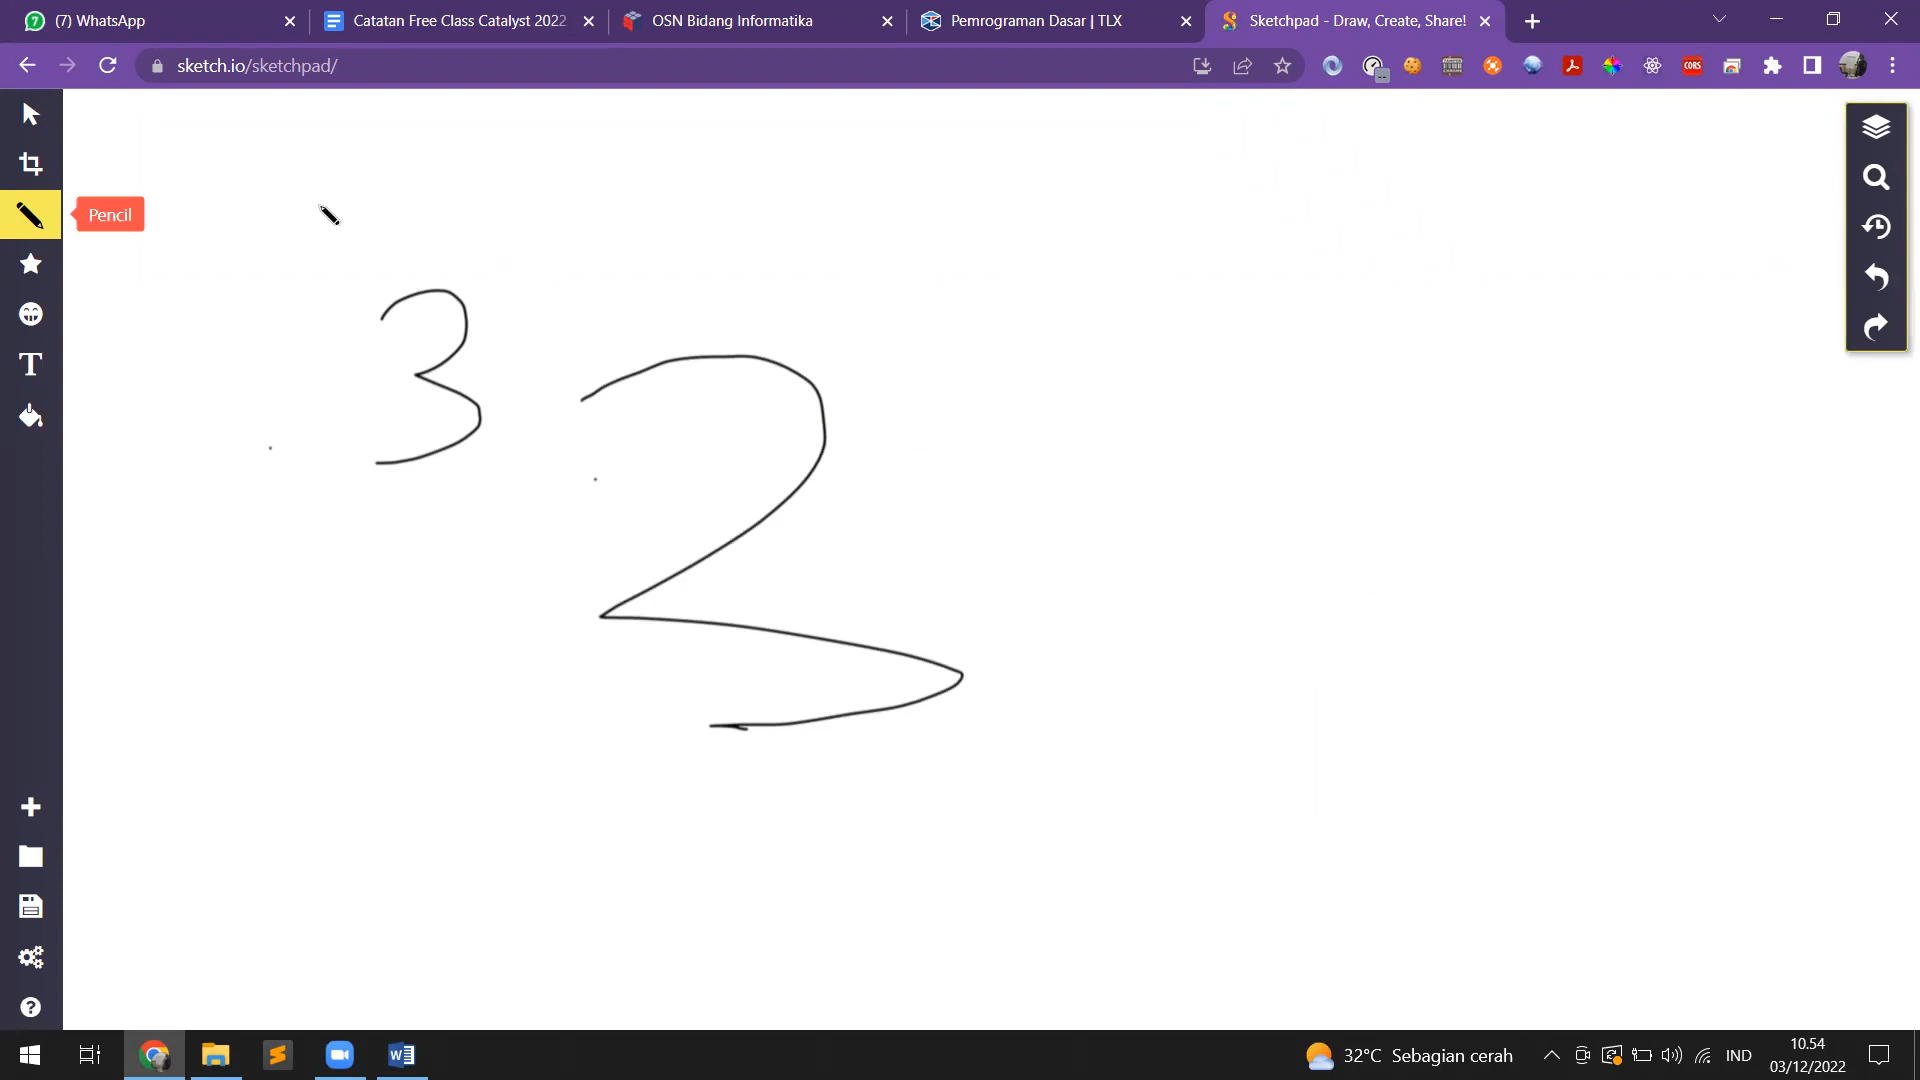 (7) WhatsApp
Catatan Free Class Catalyst 2022
OSN Bidang Informatika
Pemrograman Dasar | TLX
Sketchpad - Draw, Create, Share!
sketch.io/sketchpad/
CORS
Pencil
T
3
32°C Sebagian cerah
IND
10.54
03/12/2022